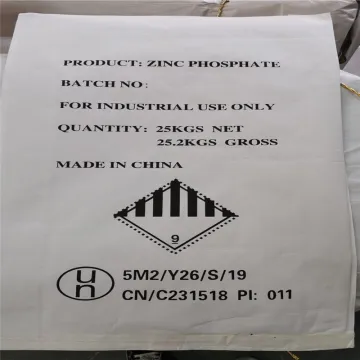 PRODUCT: ZINC PHOSPHATE
BATCH NO:
FOR INDUSTRIAL USE ONLY
QUANTITY: 25KGS NET
25.2KGS GROSS
MADE IN CHINA
9
un
5M2/Y26/S/19
CN/C231518 PI: 011